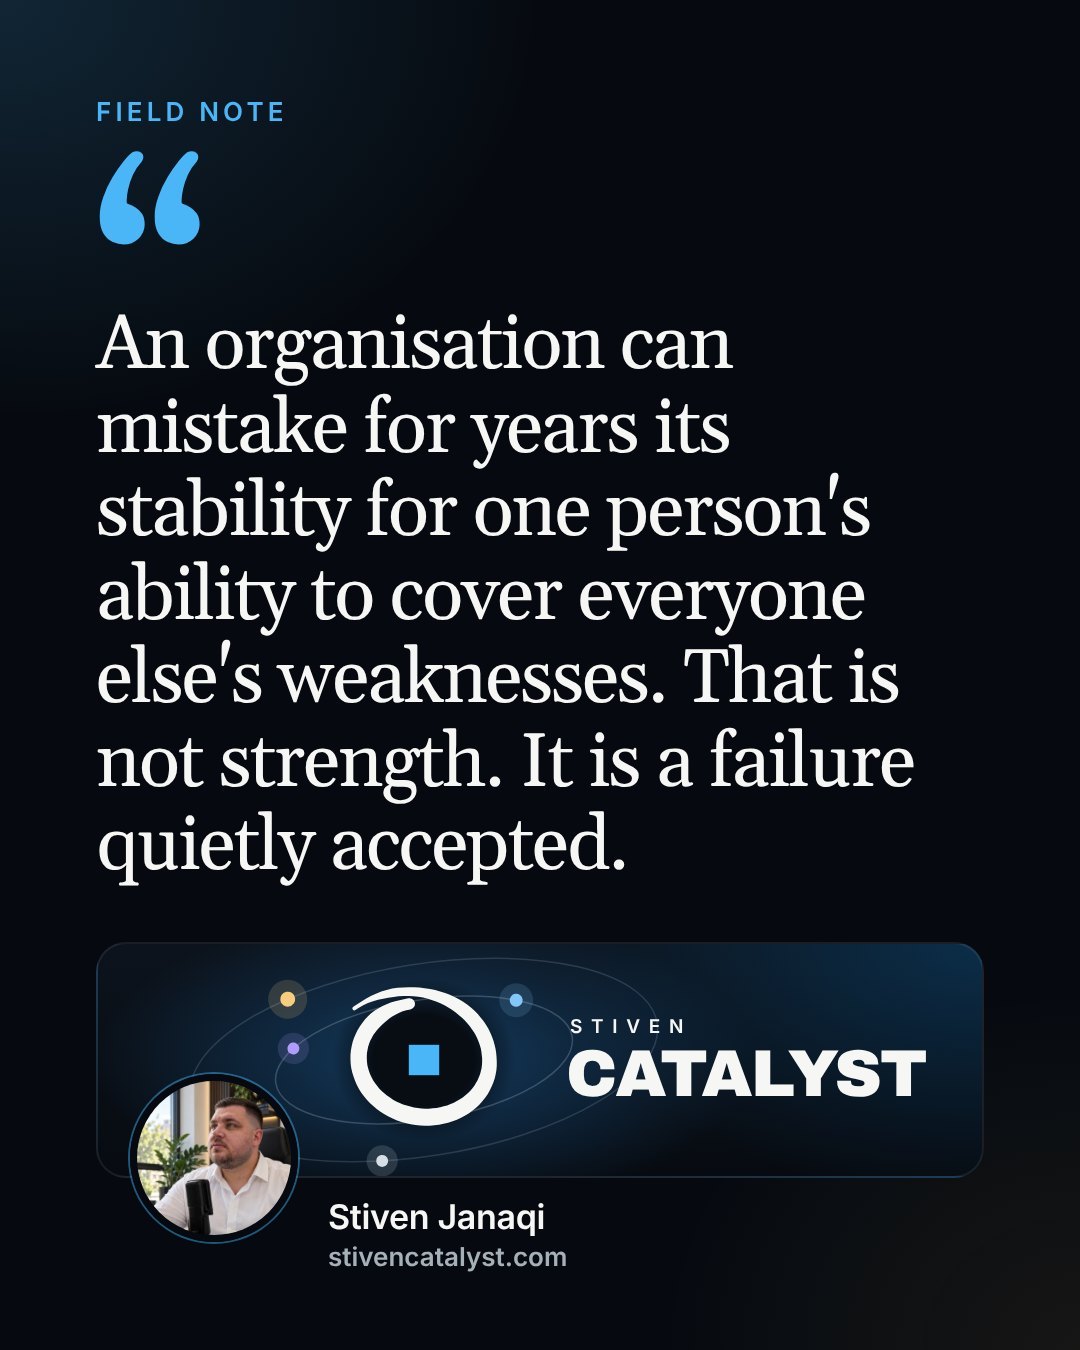 FIELD NOTE
“
An organisation can
mistake for years its
stability for one person's
ability to cover everyone
else's weaknesses. That is
not strength. It is a failure
quietly accepted.
STIVEN
CATALYST
Stiven Janaqi
stivencatalyst.com